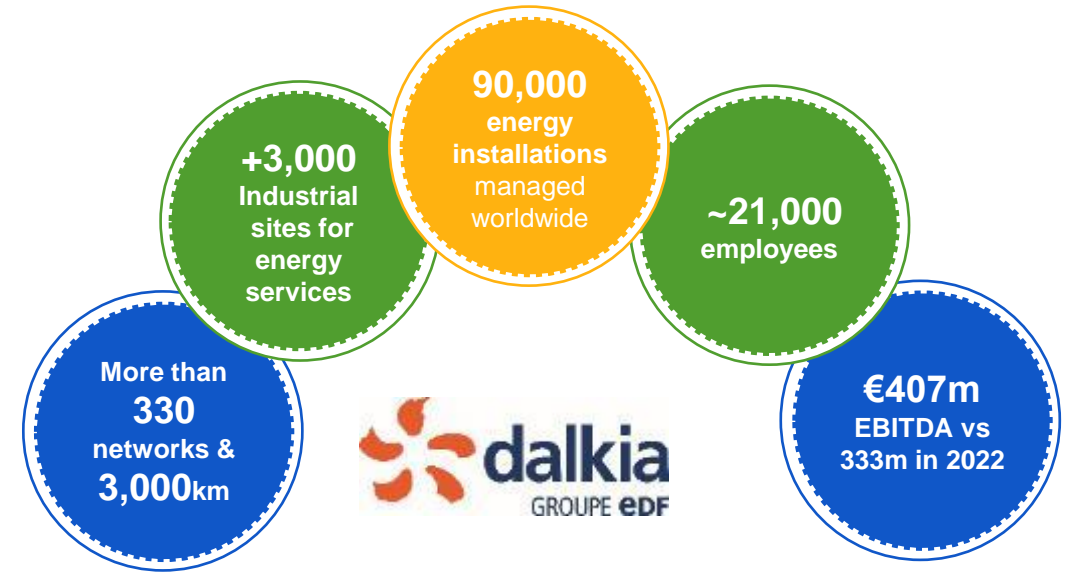 More than
330
networks &
3,000km
+3,000
Industrial
sites for
energy
services
90,000
energy
installations
managed
worldwide
~21,000
employees
€407m
EBITDA vs
333m in 2022
dalkia
GROUPE eDF